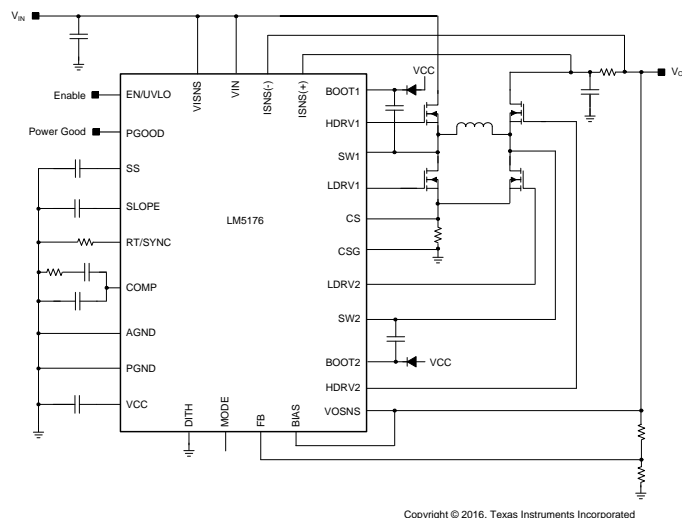 VIN
VO
VISNS
VIN
ISNS(-)
ISNS(+)
Enable
EN/UVLO
Power Good
PGOOD
SS
SLOPE
RT/SYNC
COMP
AGND
PGND
VCC
LM5176
BOOT1
VCC
HDRV1
SW1
LDRV1
CS
CSG
LDRV2
SW2
BOOT2
VCC
HDRV2
VOSNS
DITH
MODE
FB
BIAS
Copyright © 2016, Texas Instruments Incorporated